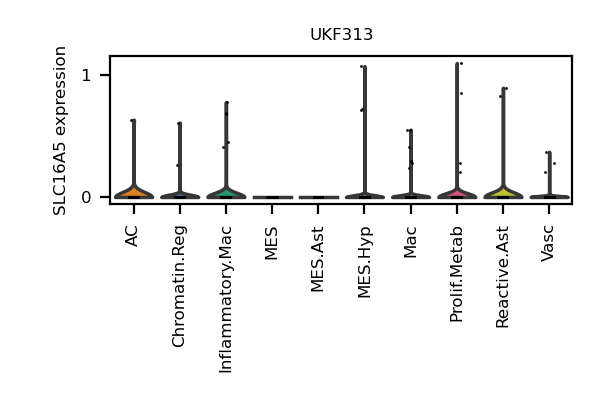 UKF313
SLC16A5 expression
1
0
AC
Chromatin.Reg
Inflammatory.Mac
MES
MES.Ast
MES.Hyp
Mac
Prolif.Metab
Reactive.Ast
Vasc